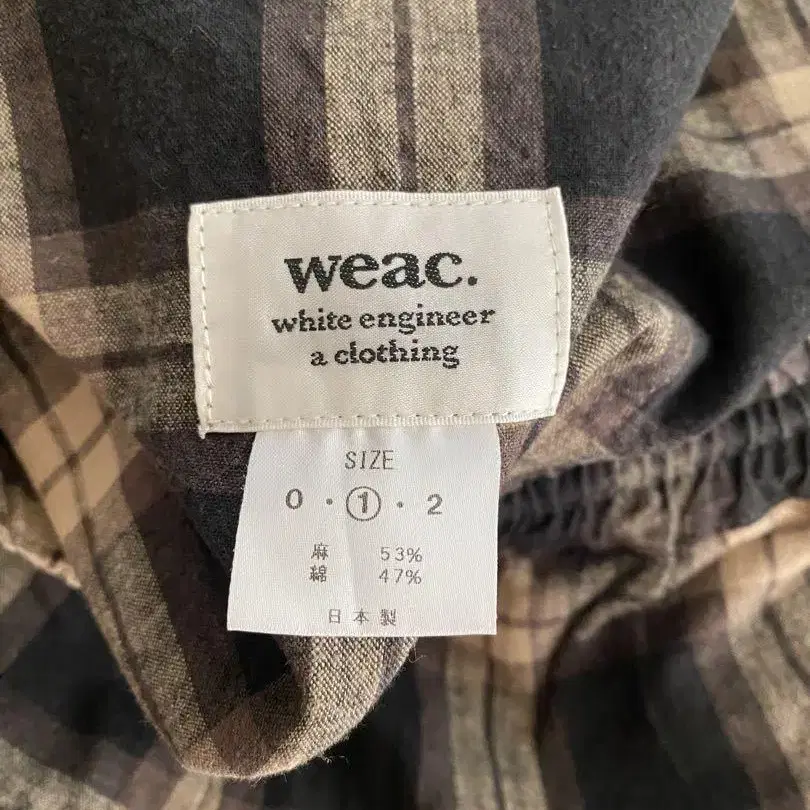 weac.
white engineer
a clothing
SIZE
0 · ① · 2
麻 53%
綿 47%
日本製